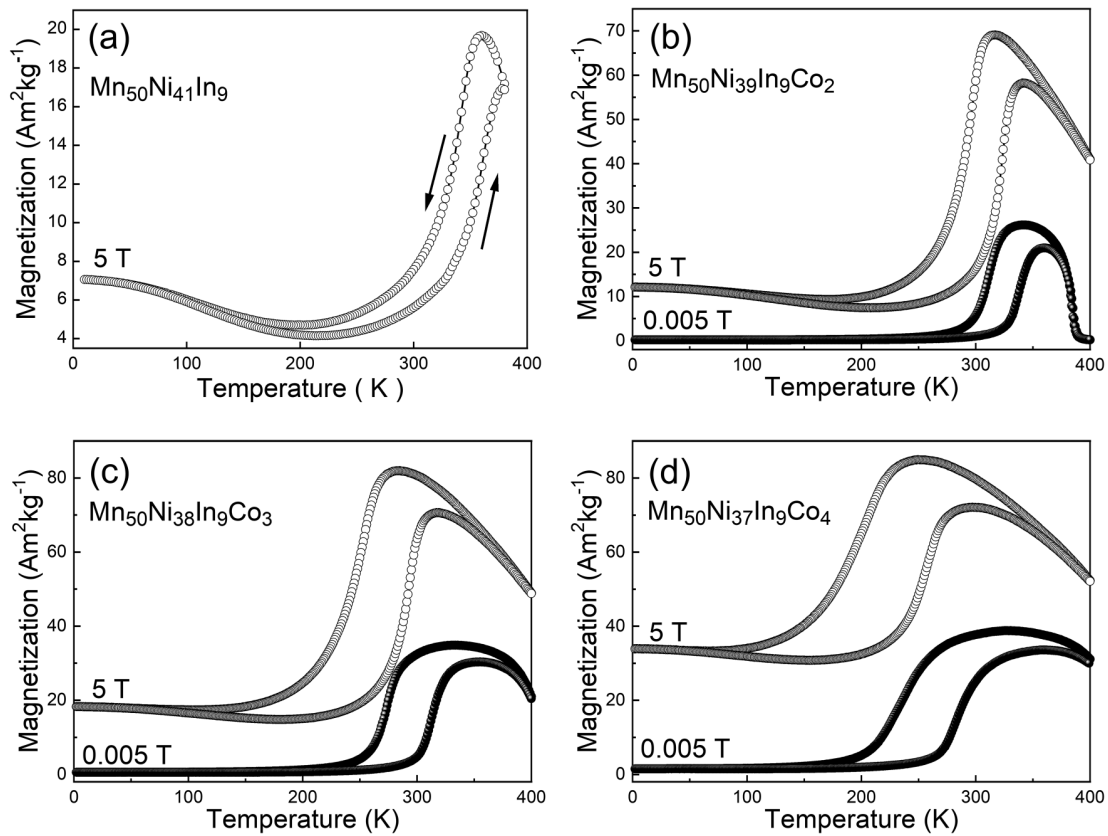 (a)
Mn50Ni41In9
5 T
Magnetization (Am²kg⁻¹)
20
18
16
14
12
10
8
6
4
0
100
200
300
400
Temperature ( K )
(b)
Mn50Ni39In9Co2
5 T
0.005 T
Magnetization (Am²kg⁻¹)
70
60
50
40
30
20
10
0
0
100
200
300
400
Temperature (K)
(c)
Mn50Ni38In9Co3
5 T
0.005 T
Magnetization (Am²kg⁻¹)
80
60
40
20
0
0
100
200
300
400
Temperature (K)
(d)
Mn50Ni37In9Co4
5 T
0.005 T
Magnetization (Am²kg⁻¹)
80
60
40
20
0
0
100
200
300
400
Temperature (K)